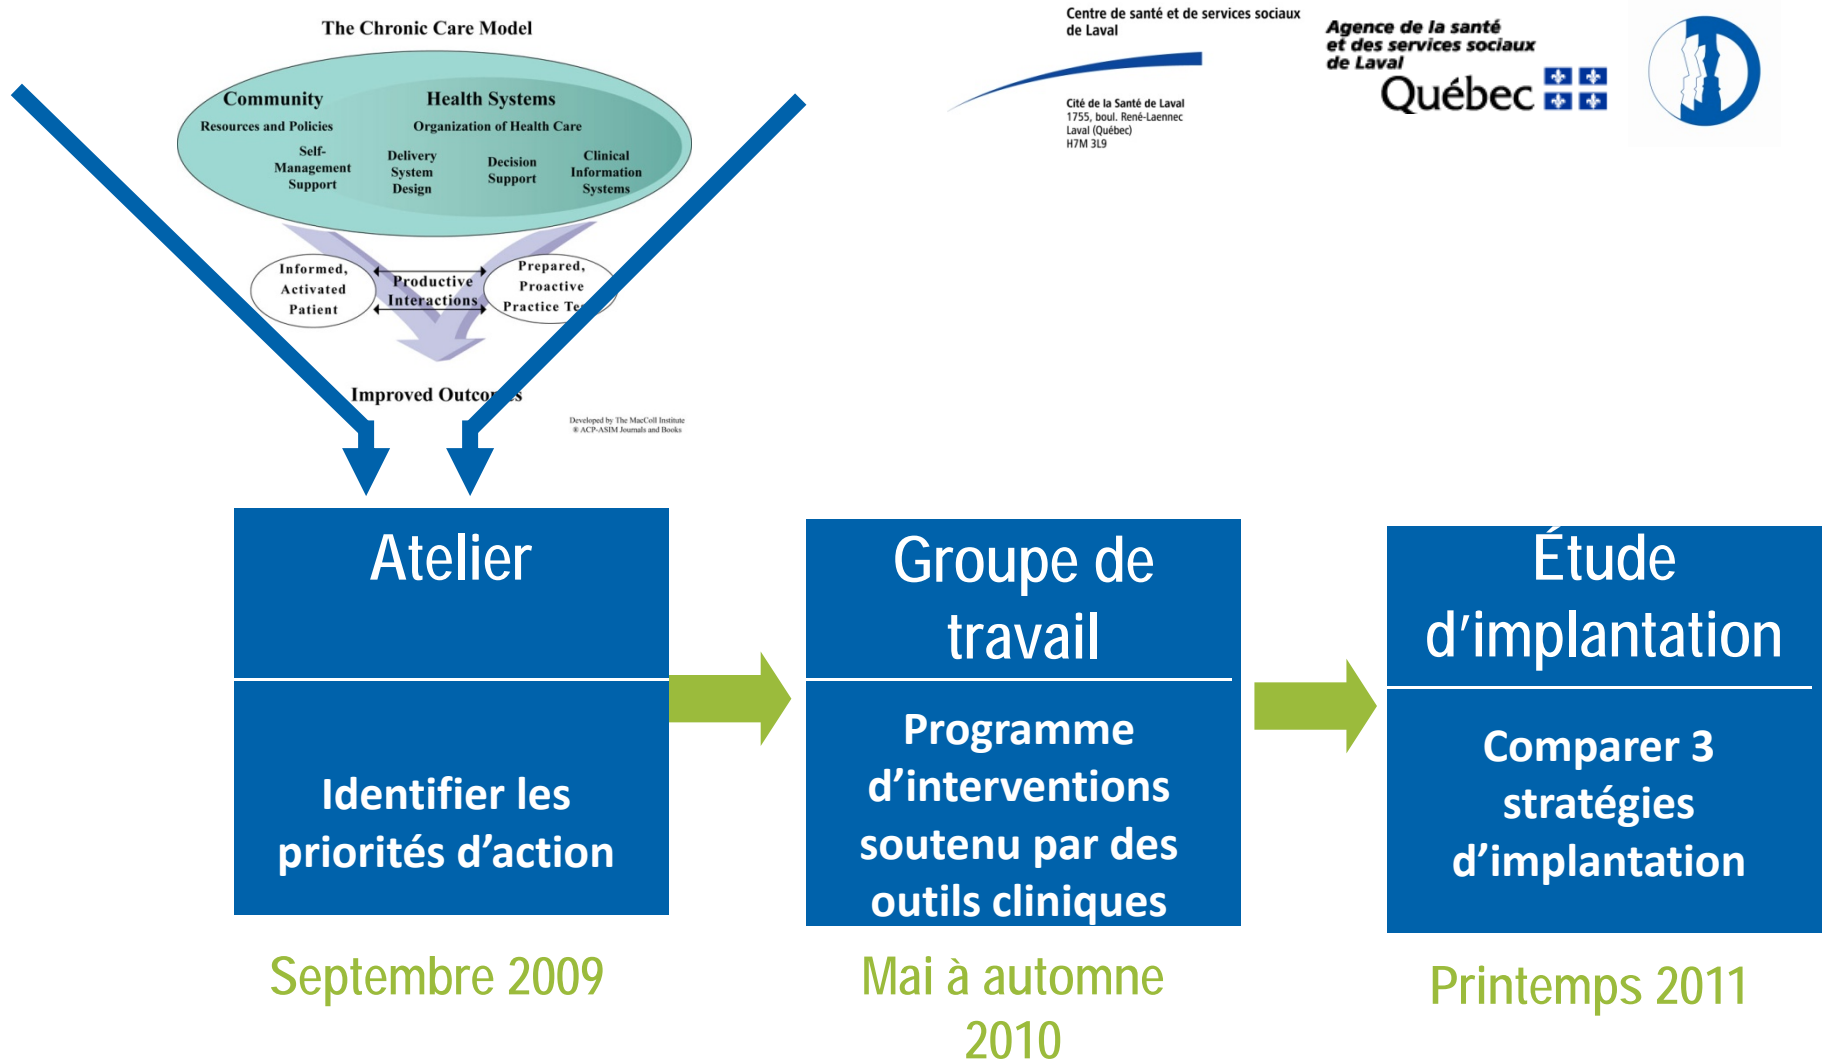 The Chronic Care Model
Community
Health Systems
Resources and Policies
Organization of Health Care
Self-
Management
Support
Delivery
System
Design
Decision
Support
Clinical
Information
Systems
Informed,
Activated
Patient
Productive
Interactions
Prepared,
Proactive
Practice Te
Improved Outcomes
Developed by The MacColl Institute
® ACP-ASIM Journals and Books
Centre de santé et de services sociaux
de Laval
Cité de la Santé de Laval
1755, boul. René-Laennec
Laval (Québec)
H7M 3L9
Agence de la santé
et des services sociaux
de Laval
Québec
Atelier
Identifier les
priorités d’action
Septembre 2009
Groupe de
travail
Programme
d’interventions
soutenu par des
outils cliniques
Mai à automne
2010
Étude
d’implantation
Comparer 3
stratégies
d’implantation
Printemps 2011